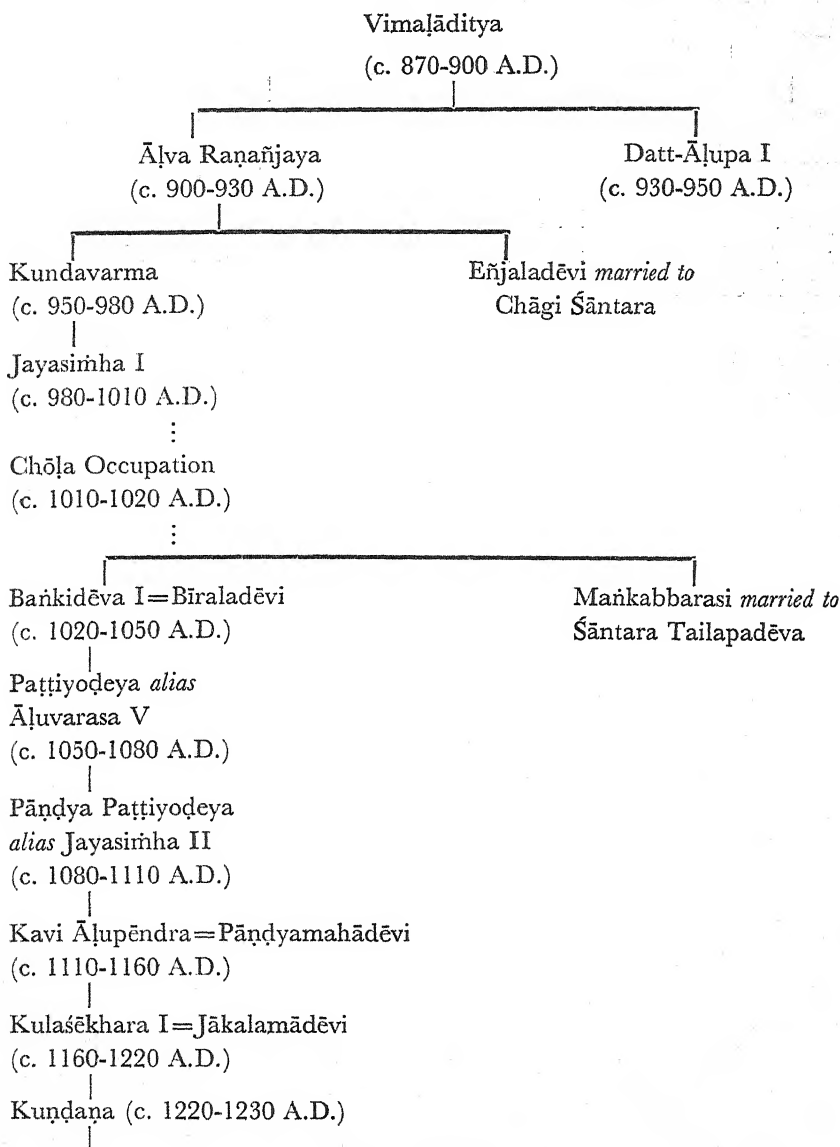 Vimaḷāditya
(c. 870-900 A.D.)
Āḷva Raṇañjaya
(c. 900-930 A.D.)
Datt-Āḷupa I
(c. 930-950 A.D.)
Kundavarma
(c. 950-980 A.D.)
Eñjaladēvi married to
Chāgi Śāntara
Jayasiṁha I
(c. 980-1010 A.D.)
Chōḷa Occupation
(c. 1010-1020 A.D.)
Baṅkidēva I=Bīraladēvi
(c. 1020-1050 A.D.)
Maṅkabbarasi married to
Śāntara Tailapadēva
Paṭṭiyoḍeya alias
Āḷuvarasa V
(c. 1050-1080 A.D.)
Pāṇḍya Paṭṭiyoḍeya
alias Jayasiṁha II
(c. 1080-1110 A.D.)
Kavi Āḷupēndra=Pāṇḍyamahādēvi
(c. 1110-1160 A.D.)
Kulaśēkhara I=Jākalamādēvi
(c. 1160-1220 A.D.)
Kuṇḍaṇa (c. 1220-1230 A.D.)